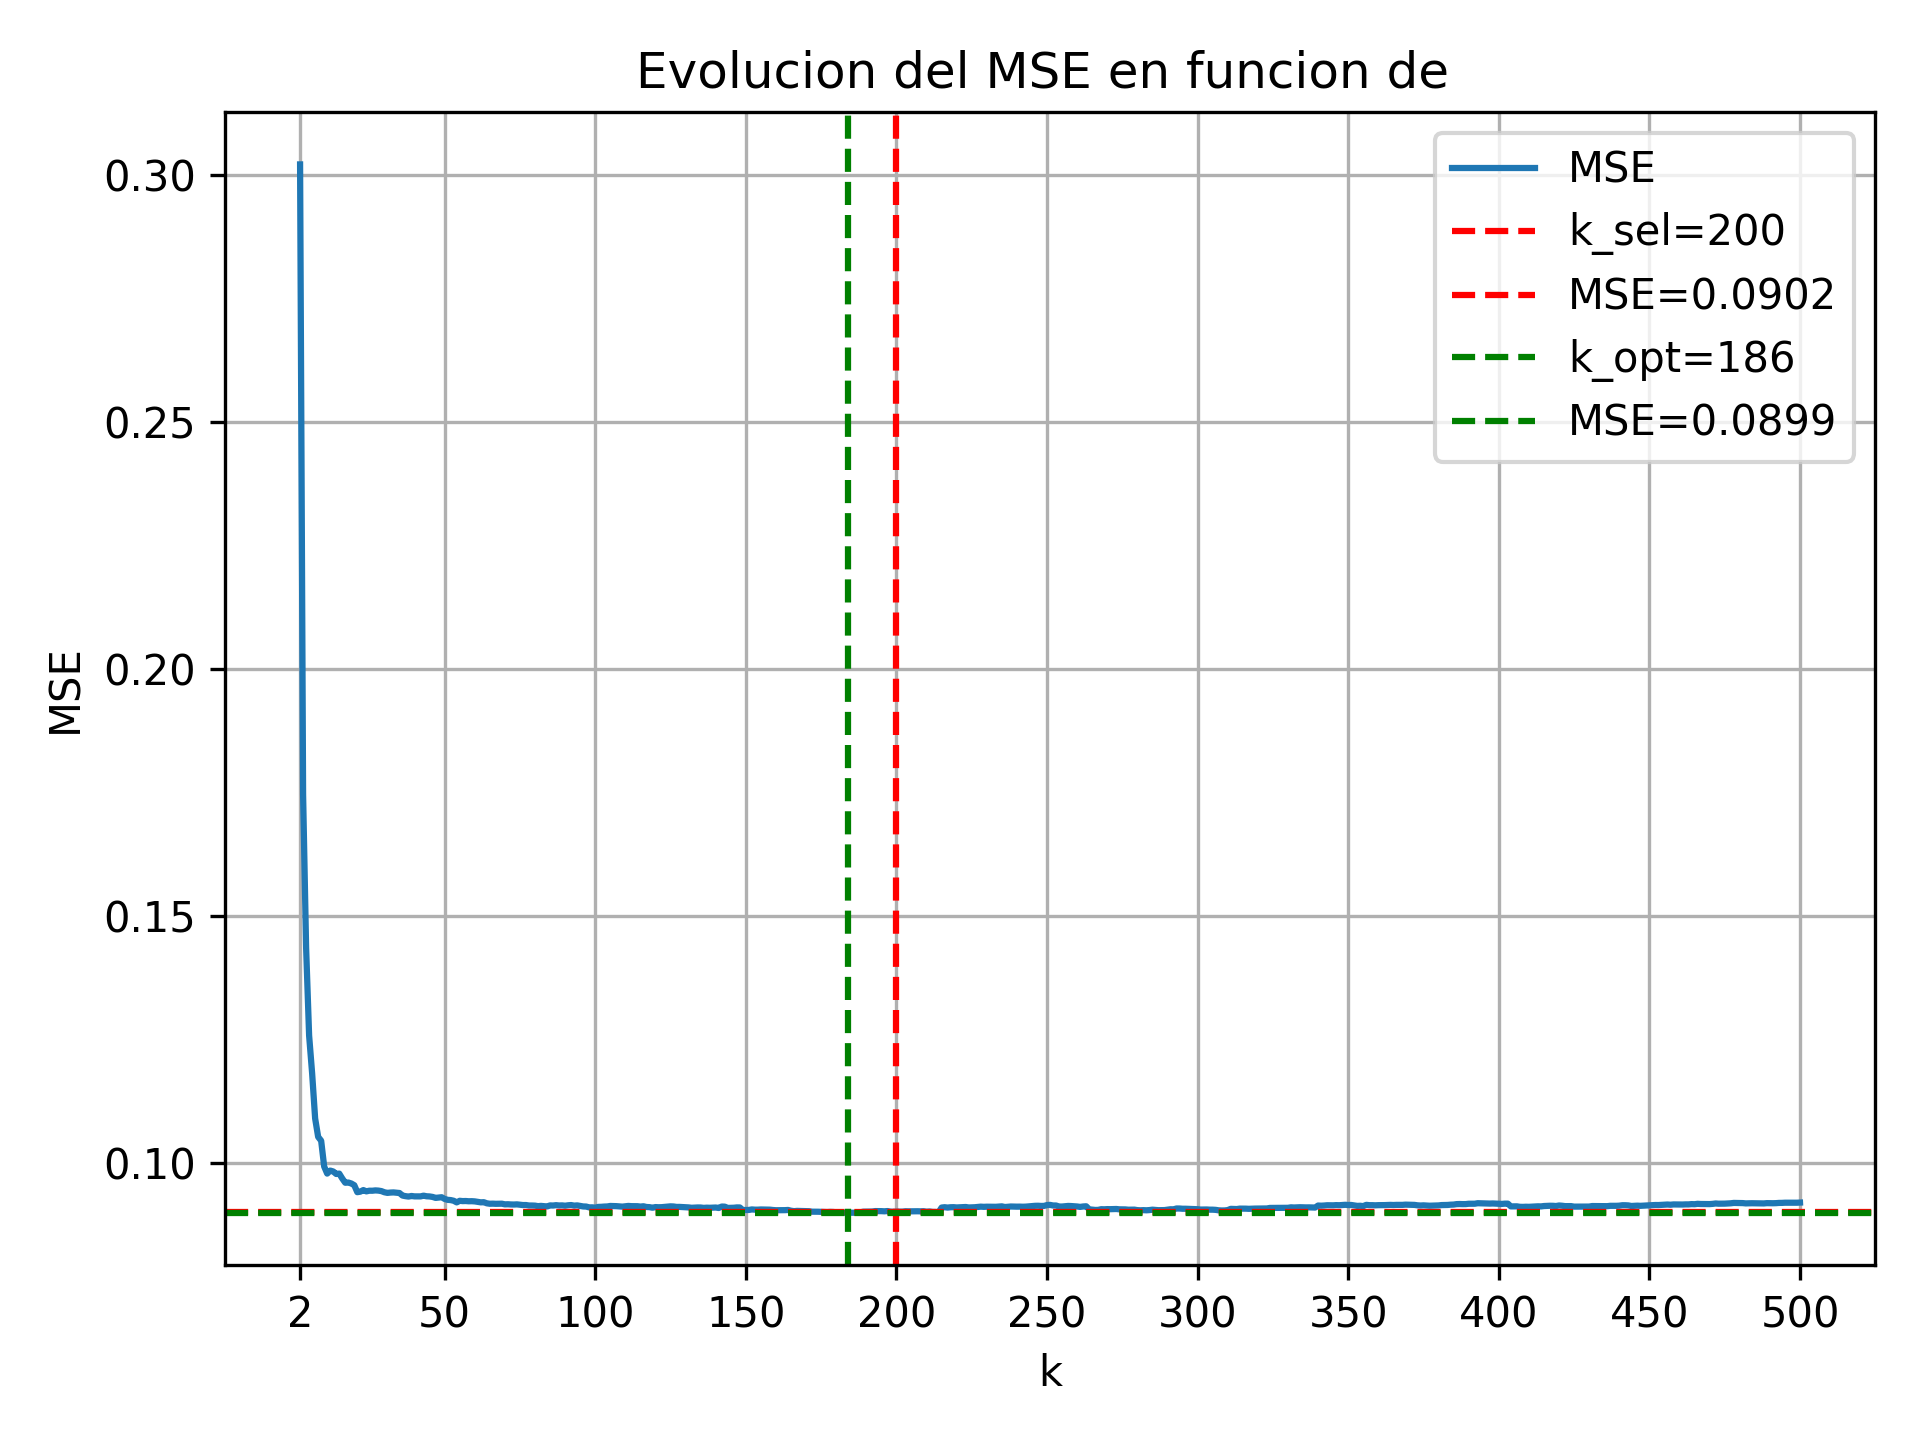 Evolucion del MSE en funcion de
MSE
k_sel=200
MSE=0.0902
k_opt=186
MSE=0.0899
0.30
0.25
0.20
0.15
0.10
MSE
2 50 100 150 200 250 300 350 400 450 500
k